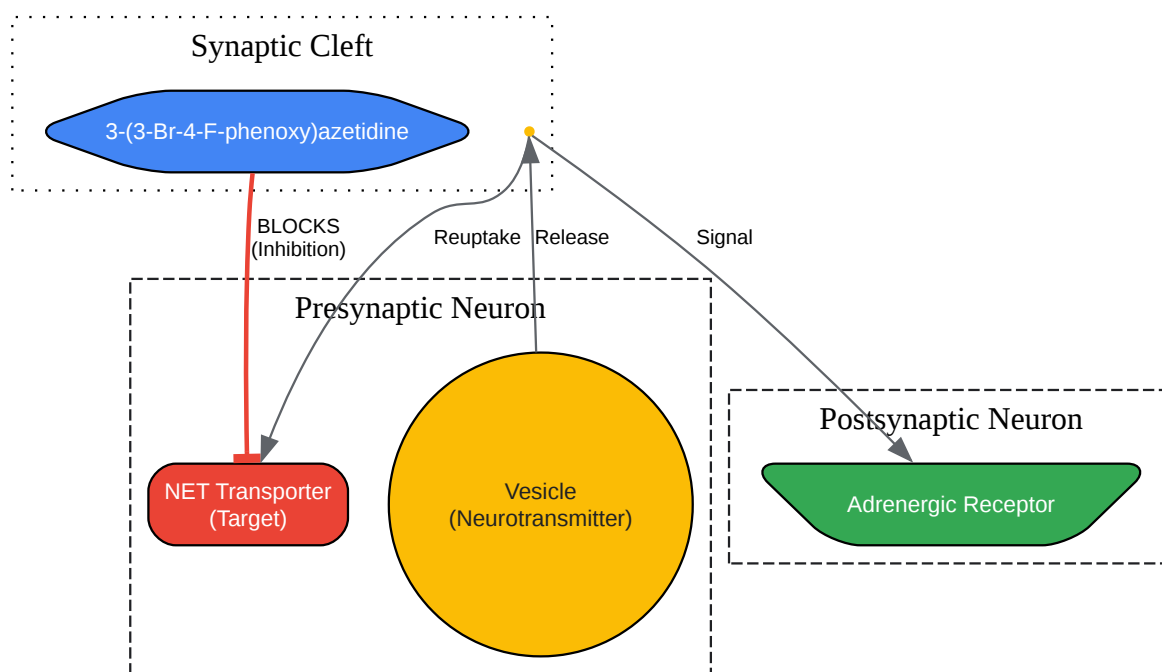 Synaptic Cleft
3-(3-Br-4-F-phenoxy)azetidine
BLOCKS
(Inhibition)
Reuptake
Release
Signal
Presynaptic Neuron
NET Transporter
(Target)
Vesicle
(Neurotransmitter)
Postsynaptic Neuron
Adrenergic Receptor